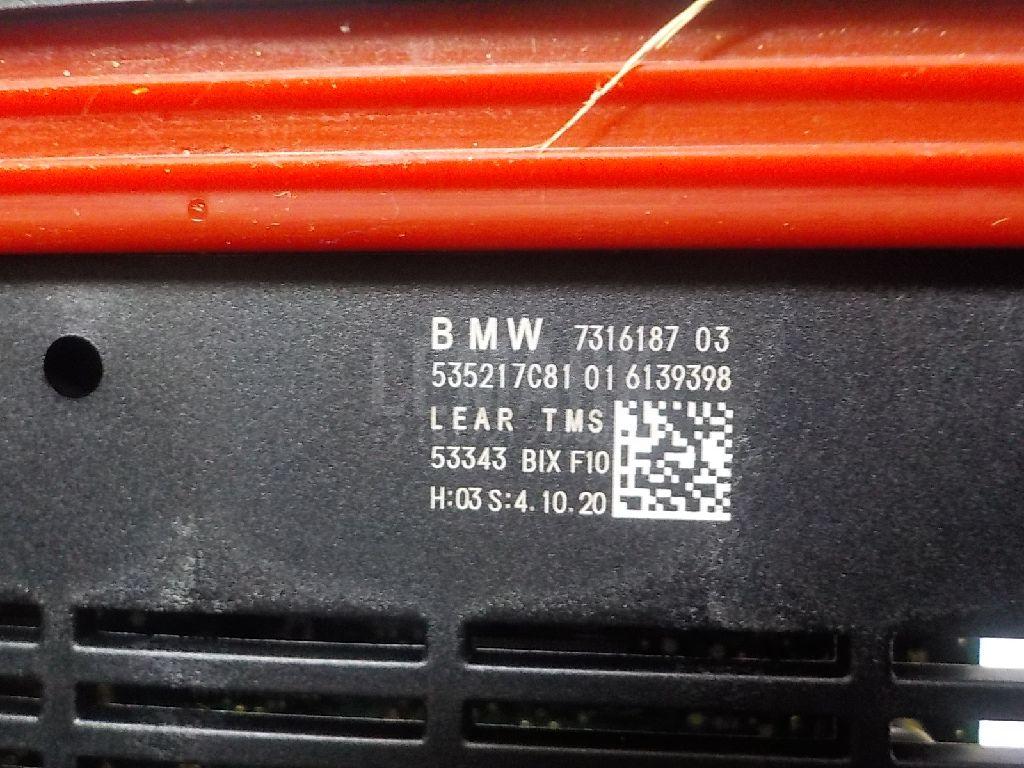 BMW 7316187 03
535217C81 01 6139398
LEAR TMS
53343 BIX F10
H:03 S:4.10.20